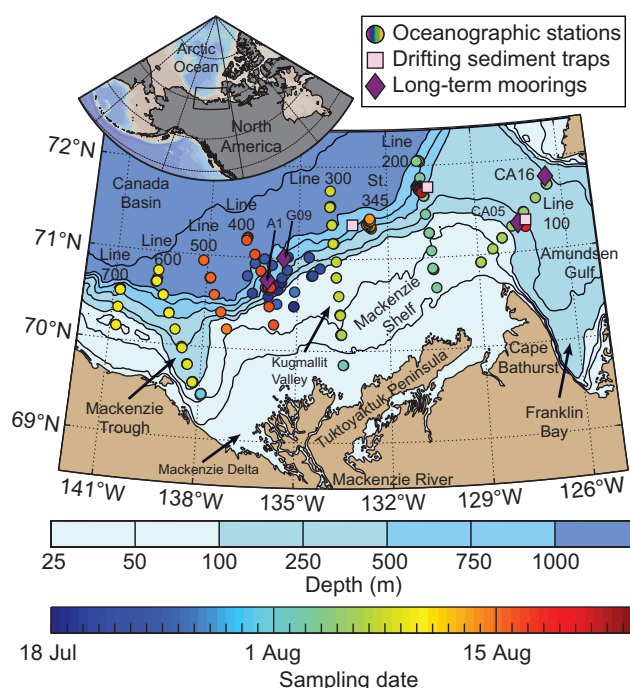 Oceanographic stations
Drifting sediment traps
Long-term moorings
Arctic
Ocean
North
America
72°N
71°N
70°N
69°N
Canada
Basin
Line
700
Line
600
Line
500
Line
400
A1
G09
Line 300
St.
345
Line
200
CA16
CA05
Line
100
Amundsen
Gulf
Mackenzie
Shelf
Kugmallit
Valley
Cape
Bathurst
Mackenzie
Trough
Tuktoyaktuk Peninsula
Franklin
Bay
Mackenzie Delta
Mackenzie River
141°W
138°W
135°W
132°W
129°W
126°W
25
50
100
250
500
750
1000
Depth (m)
18 Jul
1 Aug
15 Aug
Sampling date